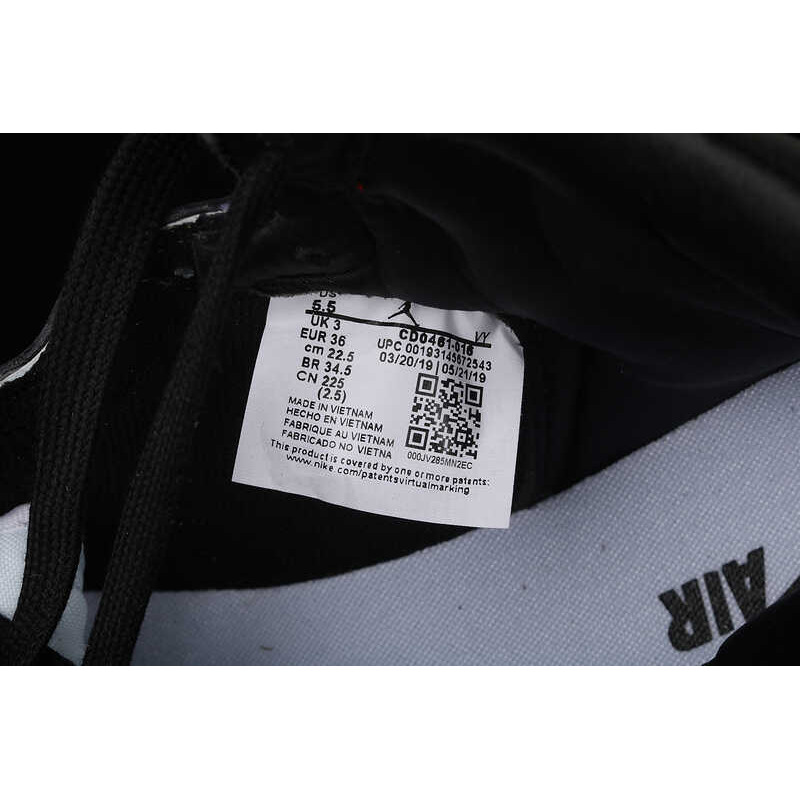 US
5.5
UK 3
EUR 36
cm 22.5
BR 34.5
CN 225
(2.5)
YY
CD0461-016
UPC 00193145672543
03/20/19 | 05/21/19
000JV285MN2EC
MADE IN VIETNAM
HECHO EN VIETNAM
FABRIQUE AU VIETNAM
FABRICADO NO VIETNA
This product is covered by one or more patents:
www.nike.com/patentsvirtualmarking
AIR